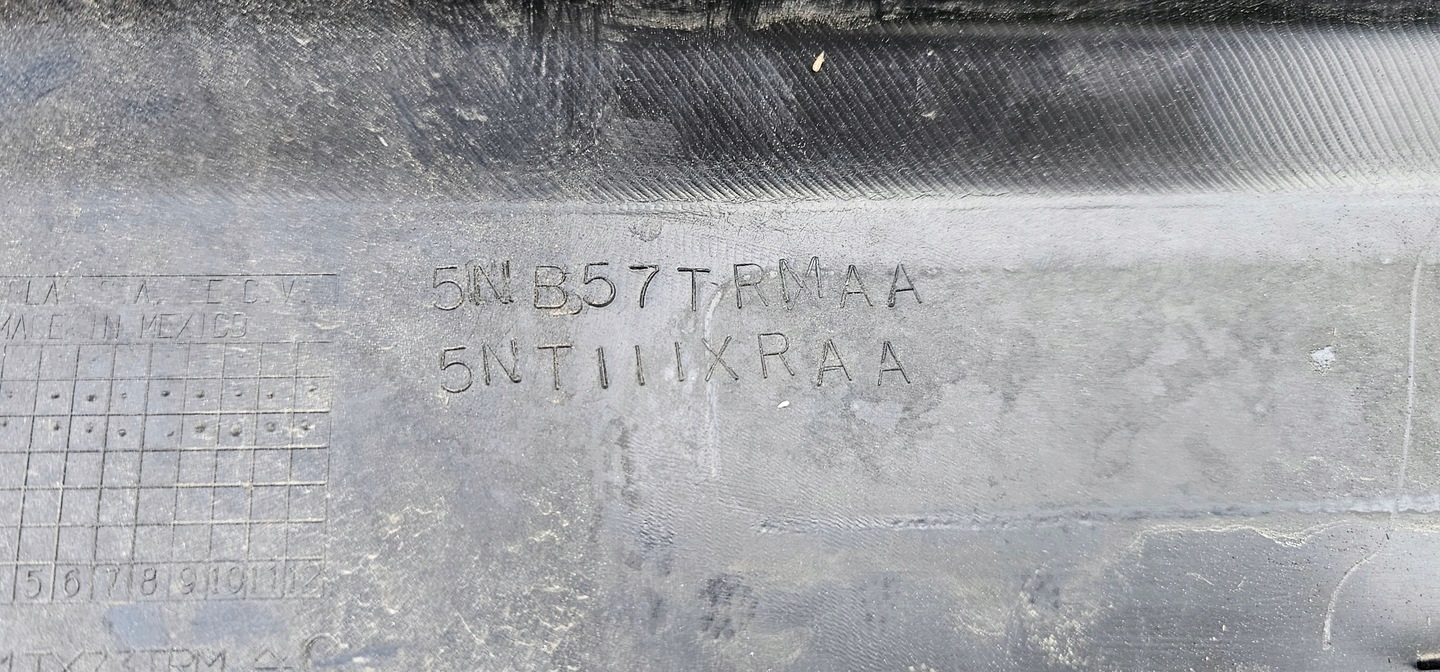 E C.V.
MADE IN MEXICO
5NB57TRMAA
5NT111XRAA
5 6 7 8 9 10 11 12